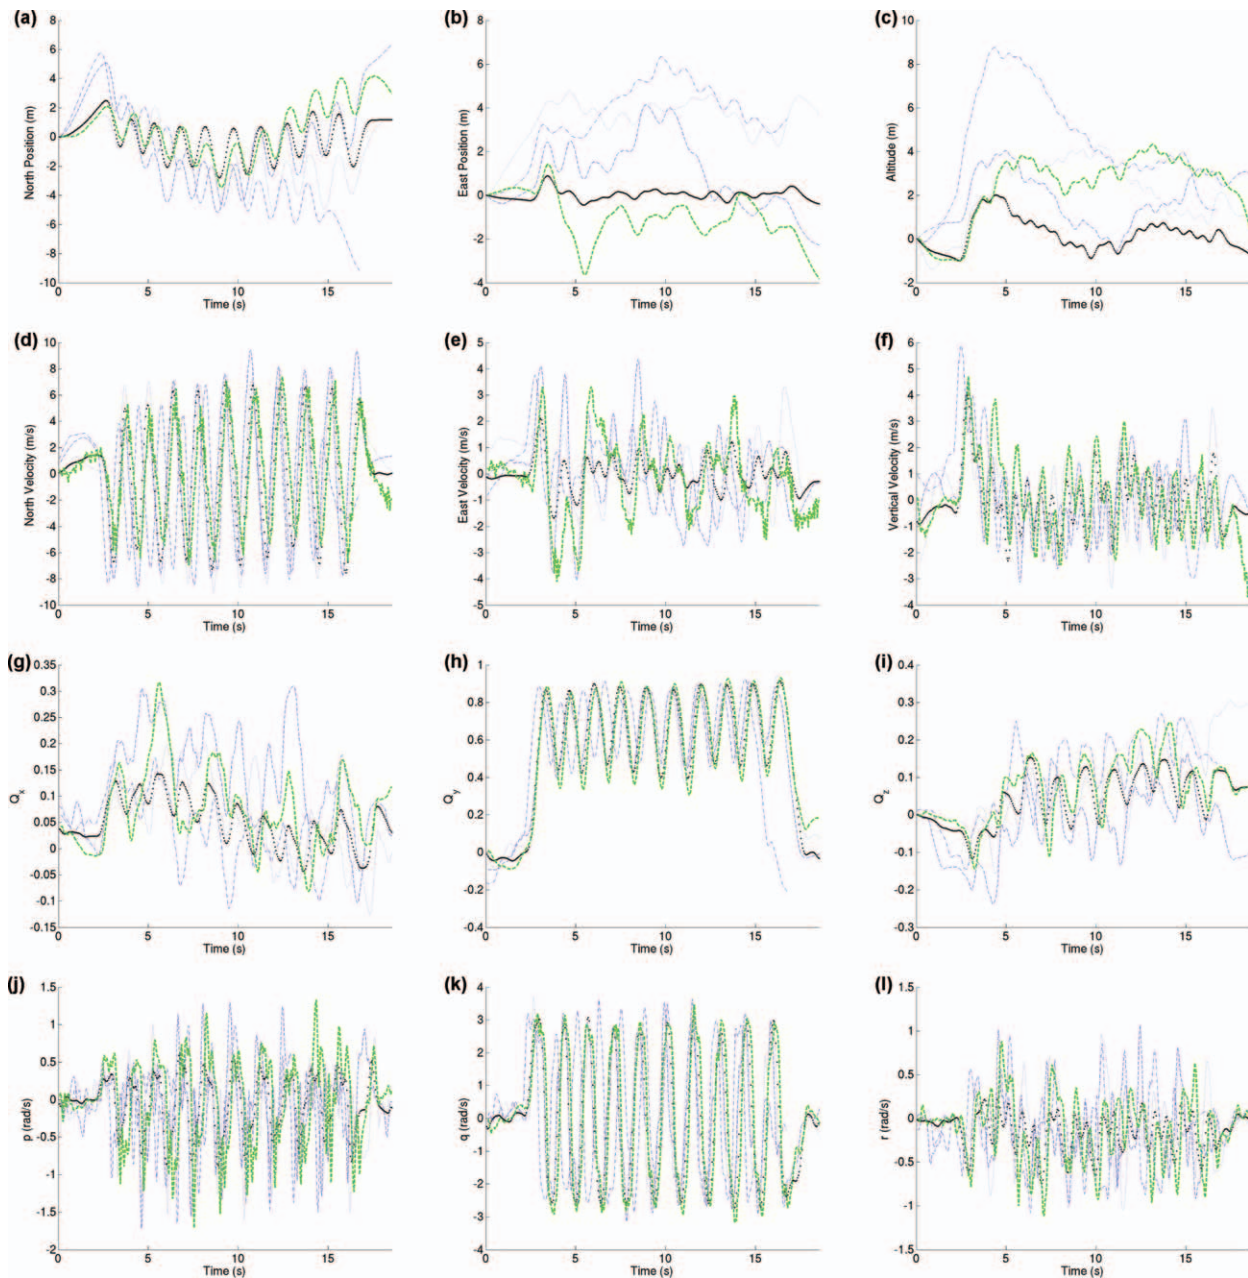 (a)
8
6
4
2
0
-2
-4
-6
-8
-10
North Position (m)
0 5 10 15
Time (s)
(b)
8
6
4
2
0
-2
-4
East Position (m)
0 5 10 15
Time (s)
(c)
10
8
6
4
2
0
-2
Altitude (m)
0 5 10 15
Time (s)
(d)
10
8
6
4
2
0
-2
-4
-6
-8
-10
North Velocity (m/s)
0 5 10 15
Time (s)
(e)
5
4
3
2
1
0
-1
-2
-3
-4
-5
East Velocity (m/s)
0 5 10 15
Time (s)
(f)
6
5
4
3
2
1
0
-1
-2
-3
-4
Vertical Velocity (m/s)
0 5 10 15
Time (s)
(g)
0.35
0.3
0.25
0.2
0.15
0.1
0.05
0
-0.05
-0.1
0.15
Qx
0 5 10 15
Time (s)
(h)
1
0.8
0.6
0.4
0.2
0
-0.2
-0.4
Qy
0 5 10 15
Time (s)
(i)
0.4
0.3
0.2
0.1
0
-0.1
-0.2
-0.3
Qz
0 5 10 15
Time (s)
(j)
1.5
1
0.5
0
-0.5
-1
-1.5
-2
p (rad/s)
0 5 10 15
Time (s)
(k)
4
3
2
1
0
-1
-2
-3
-4
q (rad/s)
0 5 10 15
Time (s)
(l)
1.5
1
0.5
0
-0.5
-1
-1.5
r (rad/s)
0 5 10 15
Time (s)